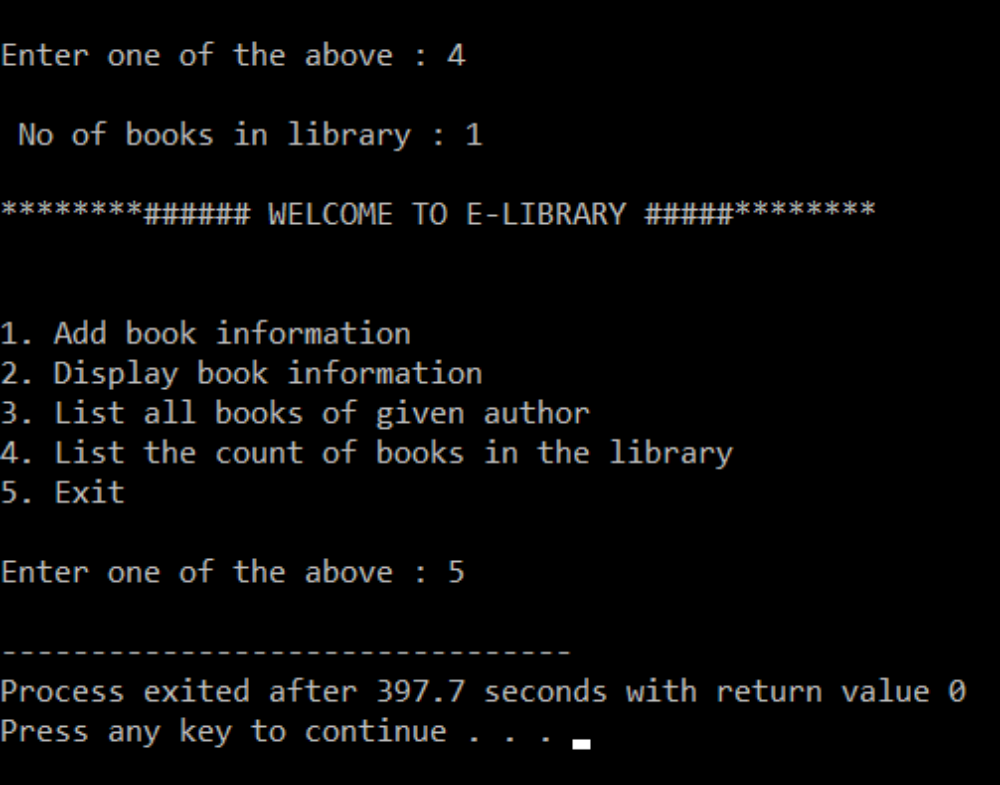 Enter one of the above : 4
No of books in library : 1
********###### WELCOME TO E-LIBRARY #####********
1. Add book information
2. Display book information
3. List all books of given author
4. List the count of books in the library
5. Exit
Enter one of the above : 5
--------------------------------
Process exited after 397.7 seconds with return value 0
Press any key to continue . . .